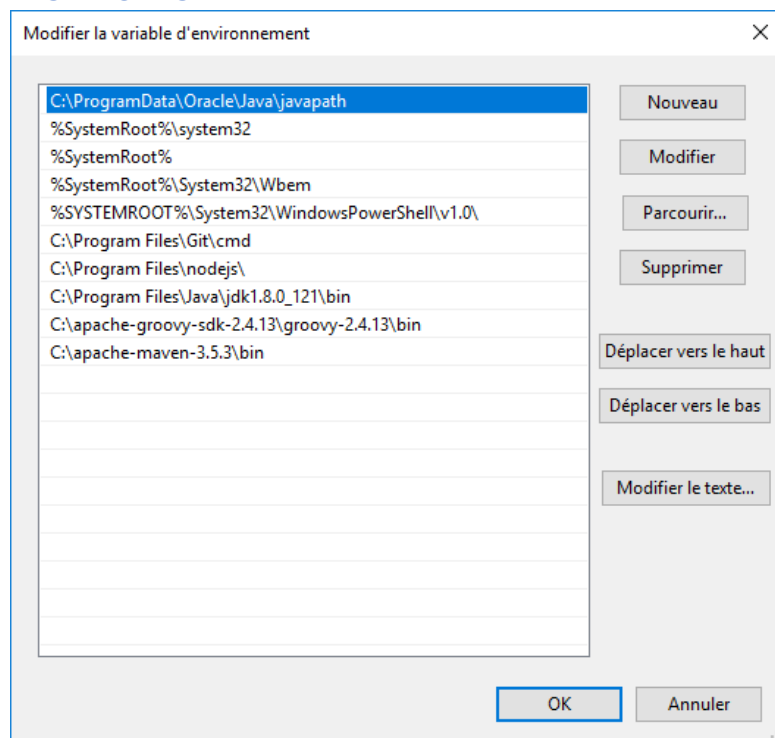 Modifier la variable d'environnement
C:\ProgramData\Oracle\Java\javapath
%SystemRoot%\system32
%SystemRoot%
%SystemRoot%\System32\Wbem
%SYSTEMROOT%\System32\WindowsPowerShell\v1.0\
C:\Program Files\Git\cmd
C:\Program Files\nodejs\
C:\Program Files\Java\jdk1.8.0_121\bin
C:\apache-groovy-sdk-2.4.13\groovy-2.4.13\bin
C:\apache-maven-3.5.3\bin
Nouveau
Modifier
Parcourir...
Supprimer
Déplacer vers le haut
Déplacer vers le bas
Modifier le texte...
OK
Annuler